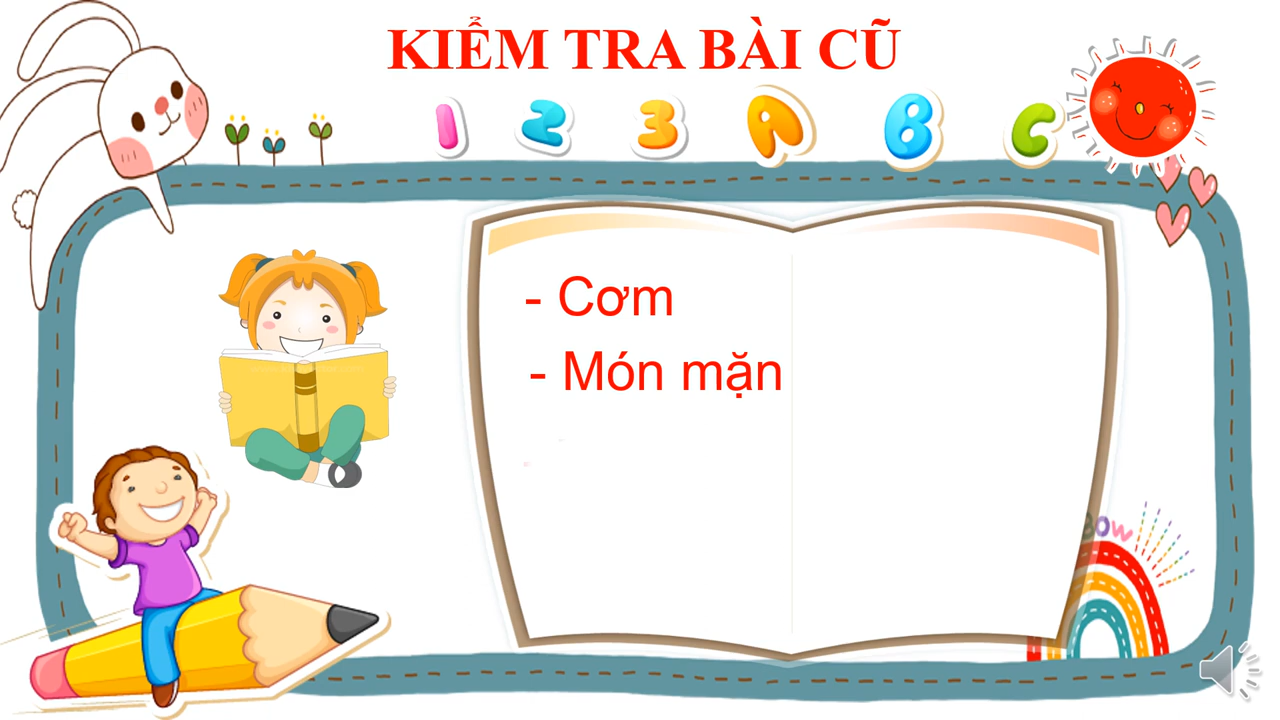 KIỂM TRA BÀI CŨ
1 2 3 A B C
- Cơm
- Món mặn